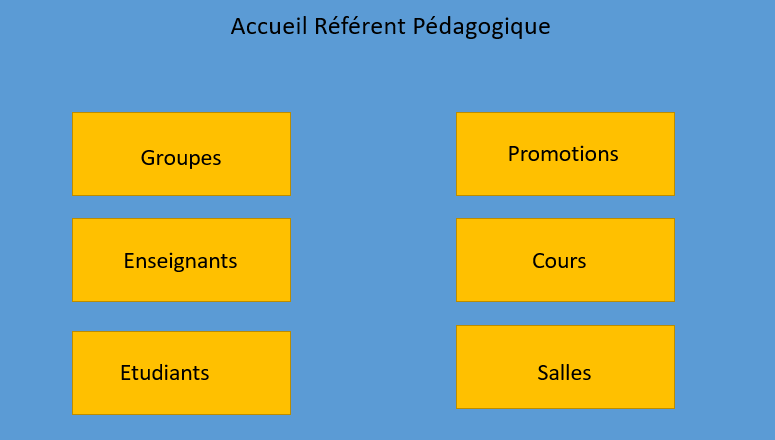 Accueil Référent Pédagogique
Groupes
Promotions
Enseignants
Cours
Etudiants
Salles